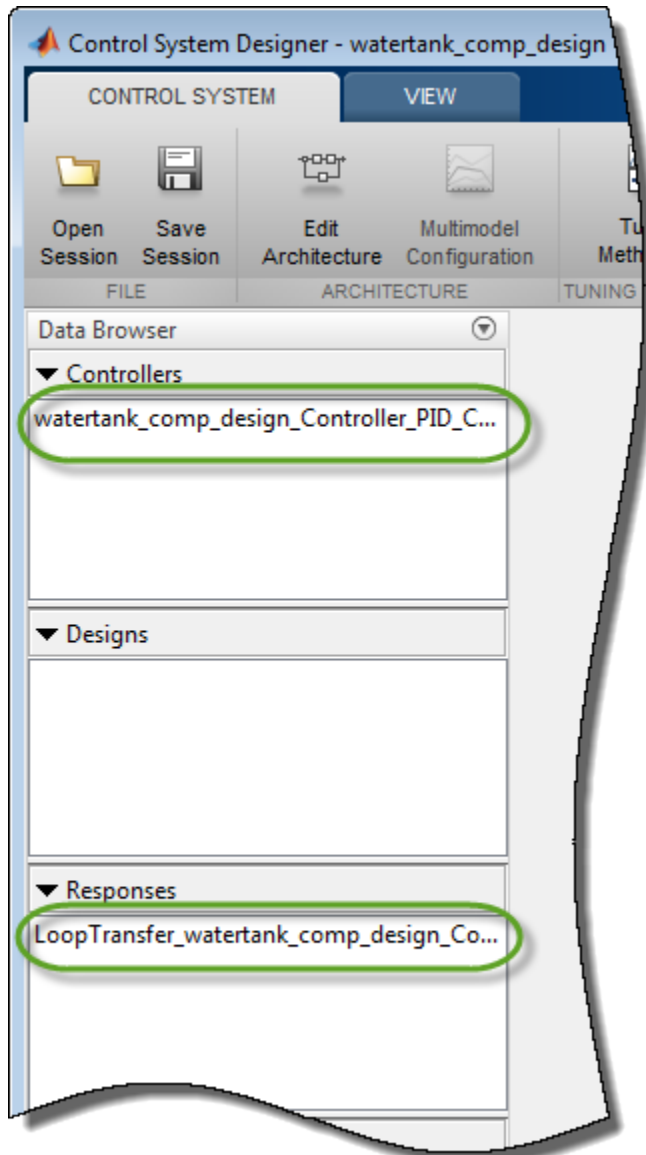 Control System Designer - watertank_comp_design
CONTROL SYSTEM VIEW
Open Session
Save Session
Edit Architecture
Multimodel Configuration
FILE ARCHITECTURE TUNING
Data Browser
Controllers
watertank_comp_design_Controller_PID_C...
Designs
Responses
LoopTransfer_watertank_comp_design_Co...